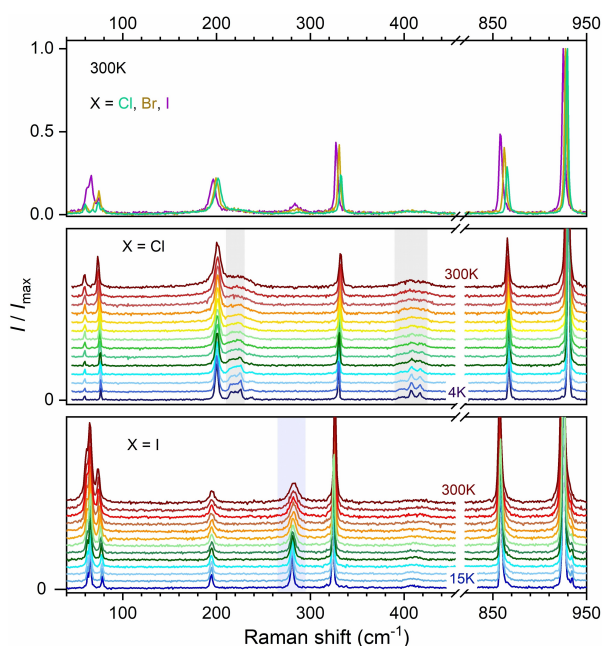 100 200 300 400 850 950
1.0
300K
X = Cl, Br, I
0.5
0.0
X = Cl
300K
I / Imax
4K
0
X = I
300K
15K
0
100 200 300 400 850 950
Raman shift (cm⁻¹)